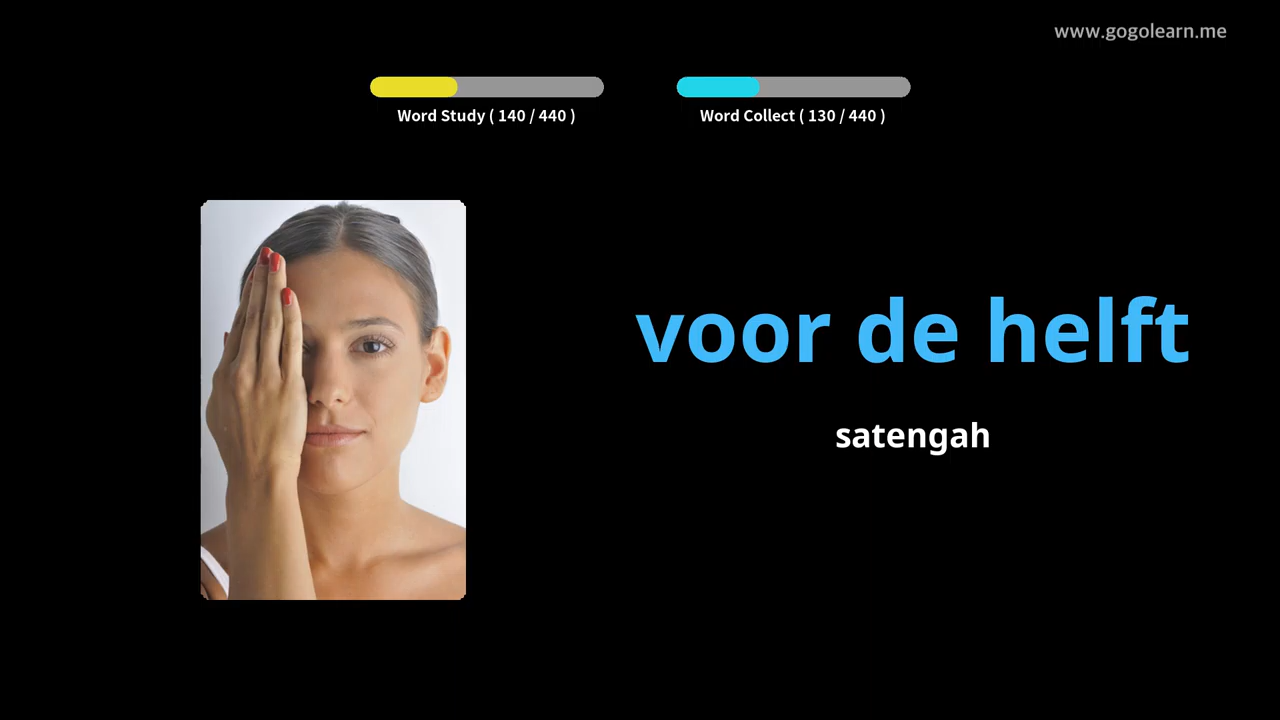 www.gogolearn.me
Word Study ( 140 / 440 )
Word Collect ( 130 / 440 )
voor de helft
satengah